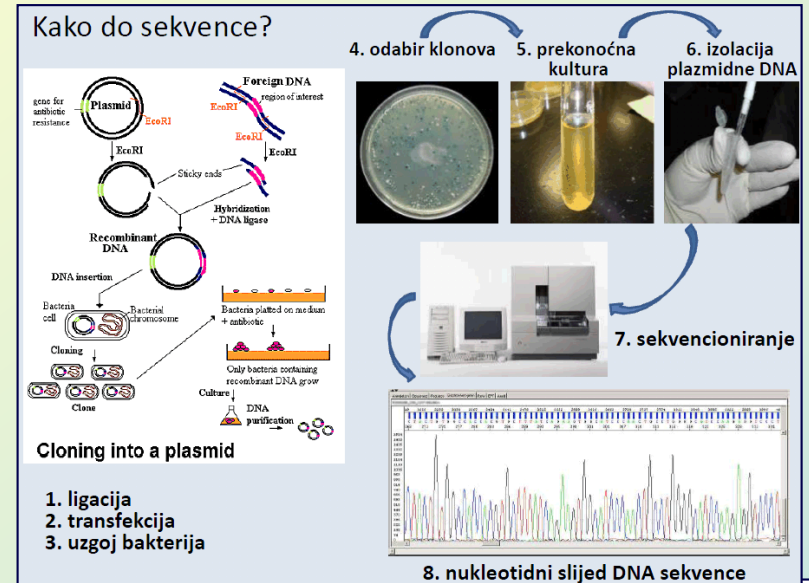 Kako do sekvence?
Foreign DNA
region of interest
EcoRI
EcoRI
EcoRI
gene for
antibiotic
resistance
Plasmid
EcoRI
EcoRI
Sticky ends
Hybridization
+ DNA ligase
Recombinant
DNA
DNA insertion
Bacteria
cell
Bacterial
chromosome
Cloning
Clone
Bacteria platted on medium
+ antibiotic
Only bacteria containing
recombinant DNA grow
Culture
DNA
purification
Cloning into a plasmid
1. ligacija
2. transfekcija
3. uzgoj bakterija
4. odabir klonova
5. prekonoćna
kultura
6. izolacija
plazmidne DNA
7. sekvencioniranje
8. nukleotidni slijed DNA sekvence